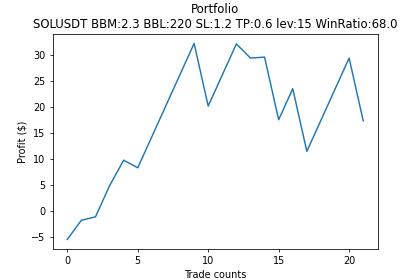 Portfolio
SOLUSDT BBM:2.3 BBL:220 SL:1.2 TP:0.6 lev:15 WinRatio:68.0
30
25
20
15
10
5
0
−5
Profit ($)
0 5 10 15 20
Trade counts